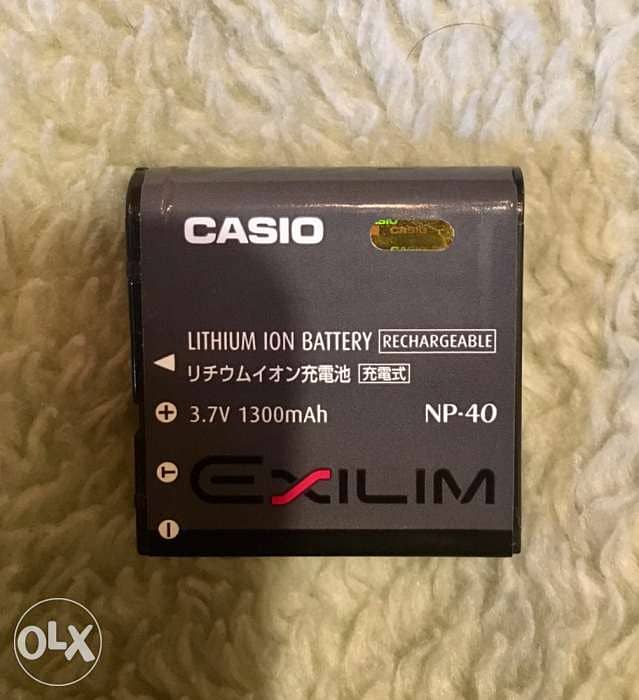 CASIO
CASIO
LITHIUM ION BATTERY RECHARGEABLE
リチウムイオン充電池 充電式
+ 3.7V 1300mAh NP-40
T
EXILIM
−
OLX